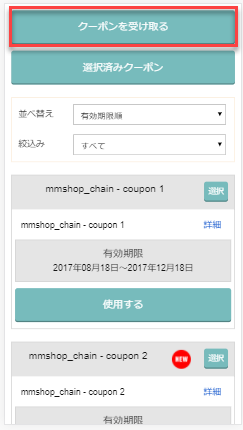 クーポンを受け取る
選択済みクーポン
並べ替え 有効期限順
絞込み すべて
mmshop_chain - coupon 1 選択
mmshop_chain - coupon 1 詳細
有効期限
2017年08月18日～2017年12月18日
使用する
mmshop_chain - coupon 2 NEW 選択
mmshop_chain - coupon 2 詳細
有効期限